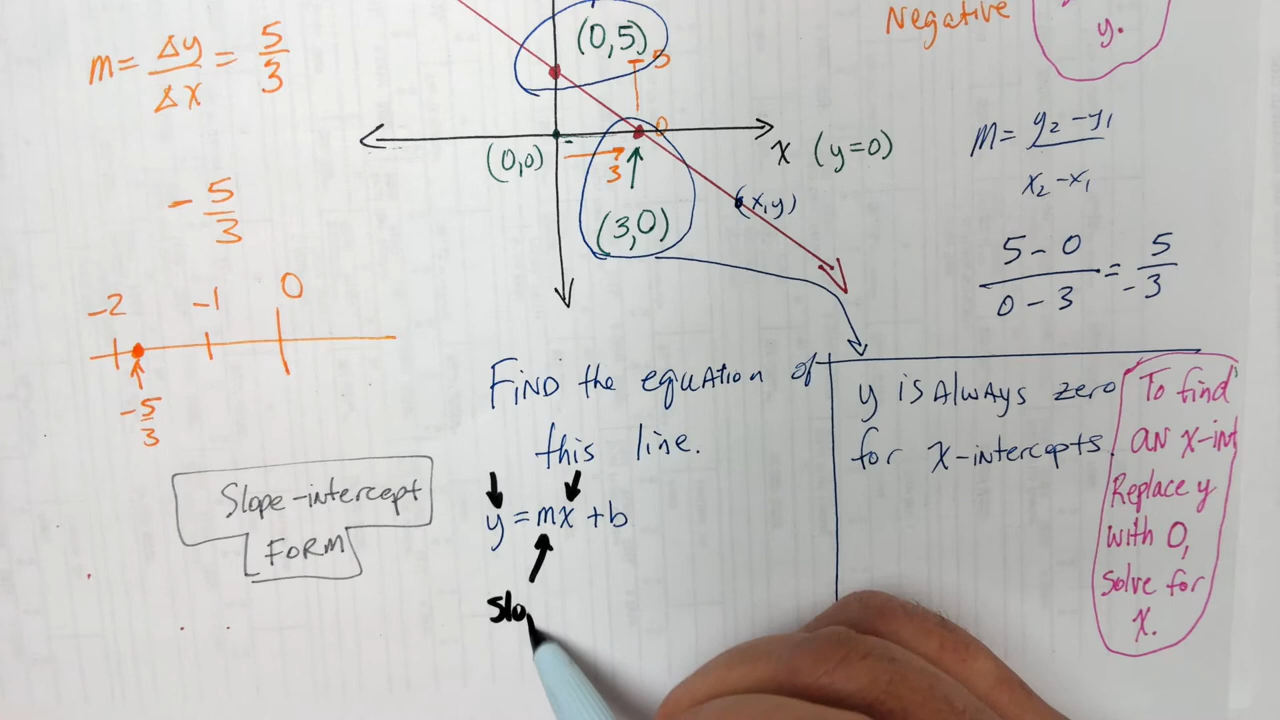 m = Δy/Δx = 5/3
- 5/3
-2 -1 0
-5/3
Slope-intercept
FORM
(0,5)
5
0
(0,0)
3
(3,0)
x (y=0)
(x,y)
Negative
y.
m = y2 - y1 / x2 - x1
5 - 0 / 0 - 3 = 5 / -3
Find the equation of
this line.
y = mx + b
Slo
y is Always zero
for x-intercepts.
To find
an x-int
Replace y
with 0,
Solve for
x.